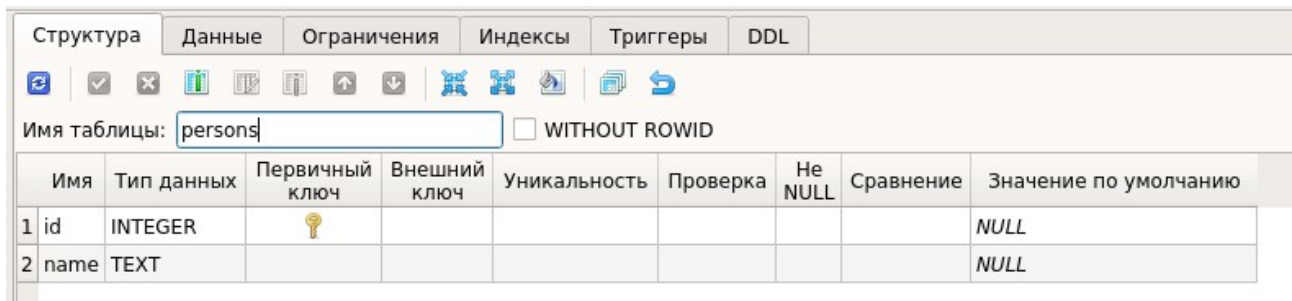 Структура Данные Ограничения Индексы Триггеры DDL
Имя таблицы: persons WITHOUT ROWID
Имя Тип данных Первичный ключ Внешний ключ Уникальность Проверка Не NULL Сравнение Значение по умолчанию
1 id INTEGER NULL
2 name TEXT NULL